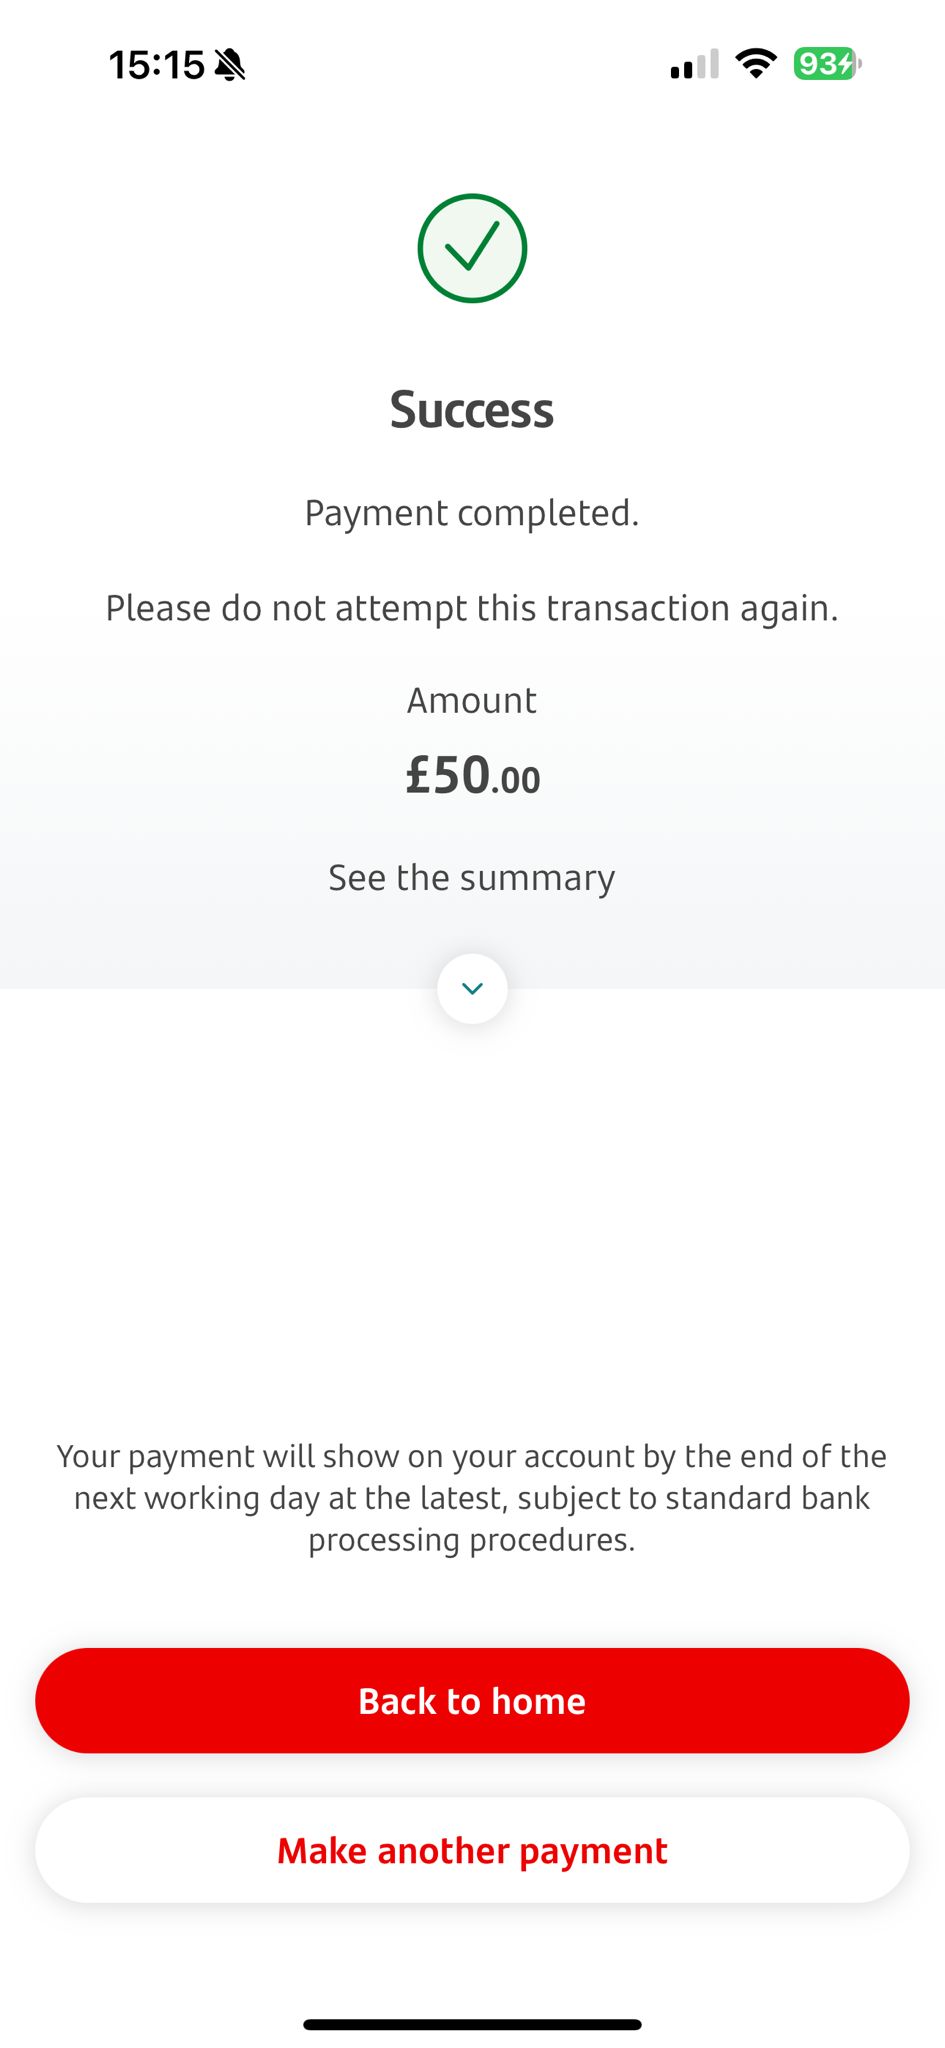 15:15
93
Success
Payment completed.
Please do not attempt this transaction again.
Amount
£50.00
See the summary
Your payment will show on your account by the end of the
next working day at the latest, subject to standard bank
processing procedures.
Back to home
Make another payment